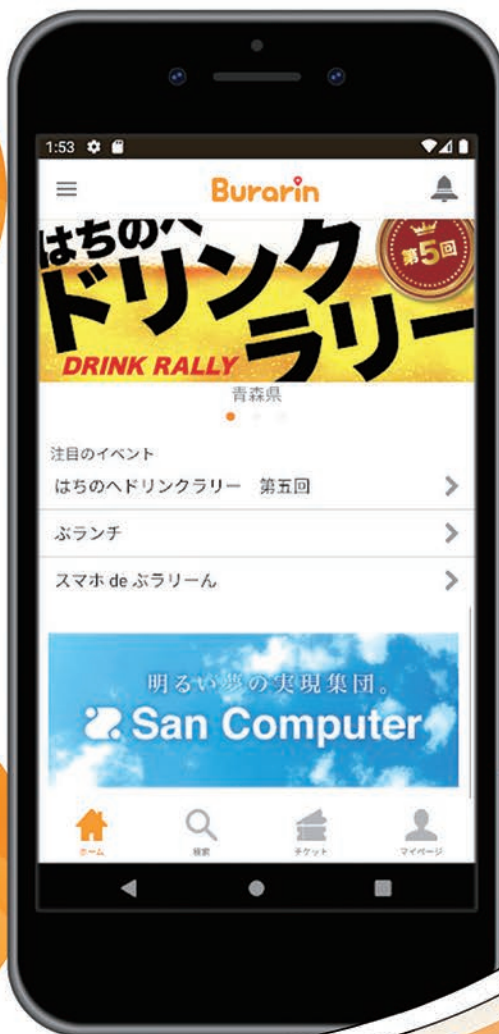 1:53
Burarin
はちのへ
ドリンク
ラリー
第5回
DRINK RALLY
青森県
注目のイベント
はちのへドリンクラリー 第五回
ぶランチ
スマホ de ぶラリーん
明るい夢の実現集団。
San Computer
ホーム 検索 チケット マイページ